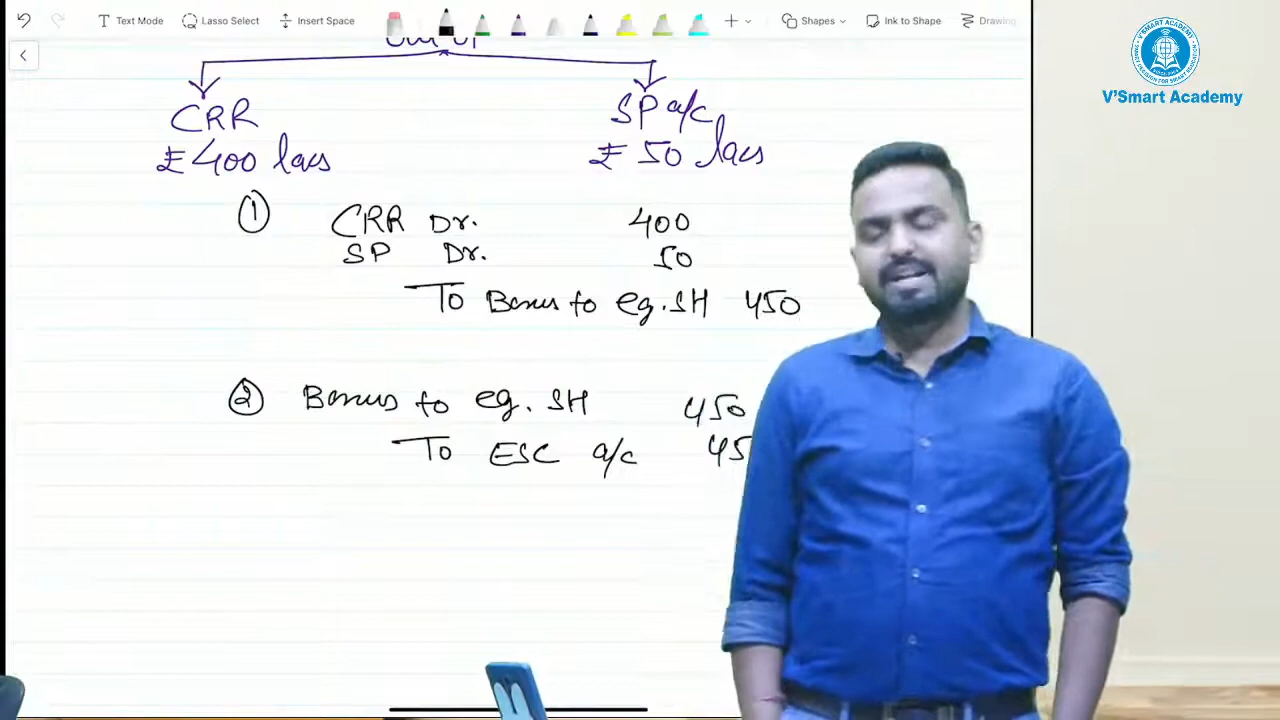 Text Mode Lasso Select Insert Space Shapes Ink to Shape Drawing
V'SMART ACADEMY
V'Smart Academy
CRR SP a/c
₹ 400 lacs ₹ 50 lacs
① CRR Dr. 400
SP Dr. 50
To Bonus to eq. SH 450
② Bonus to eq. SH 450
To ESC a/c 45